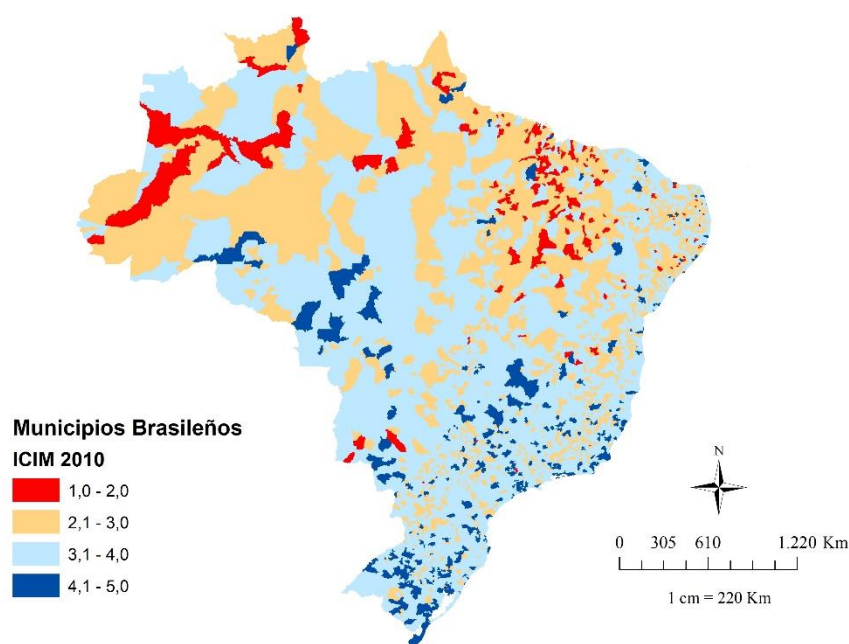 Municipios Brasileños
ICIM 2010
1,0 - 2,0
2,1 - 3,0
3,1 - 4,0
4,1 - 5,0
N
0 305 610 1.220 Km
1 cm = 220 Km